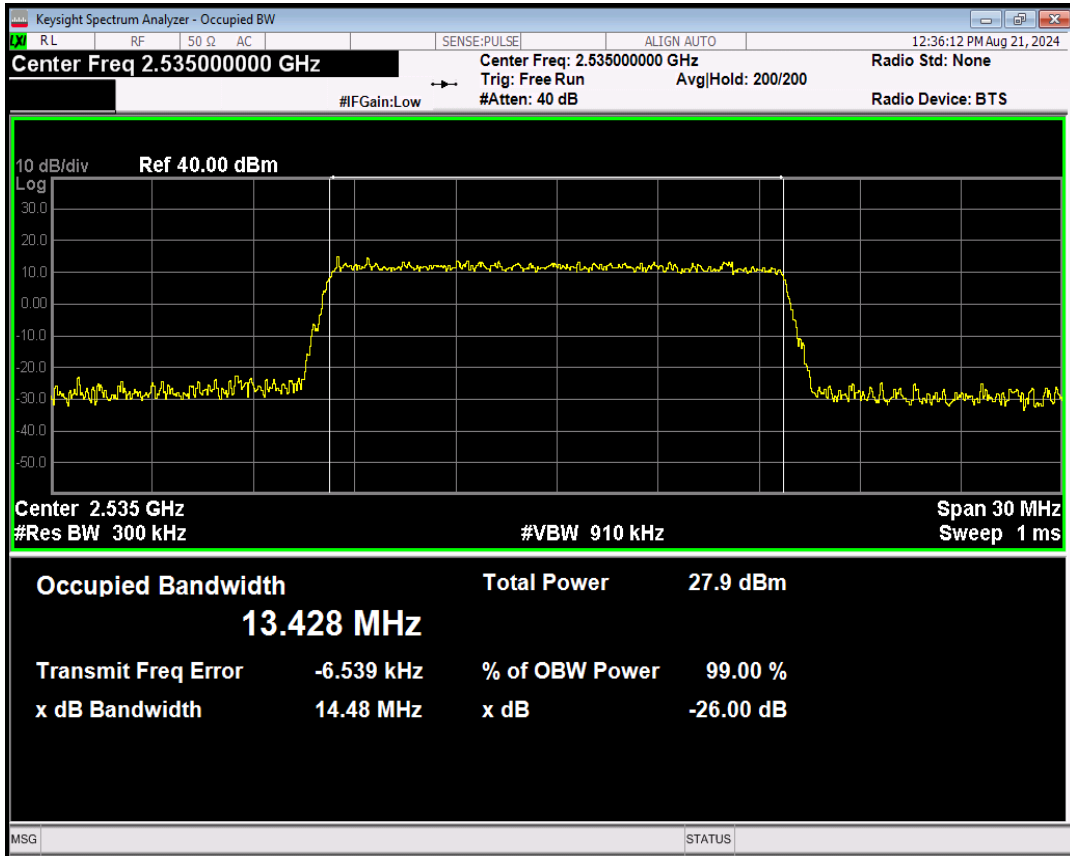 Keysight Spectrum Analyzer - Occupied BW
LXI RL RF 50 Ω AC SENSE:PULSE ALIGN AUTO 12:36:12 PM Aug 21, 2024
Center Freq 2.535000000 GHz Center Freq: 2.535000000 GHz Radio Std: None
Trig: Free Run Avg|Hold: 200/200
#IFGain:Low #Atten: 40 dB Radio Device: BTS
10 dB/div Ref 40.00 dBm
Log
30.0
20.0
10.0
0.00
-10.0
-20.0
-30.0
-40.0
-50.0
Center 2.535 GHz Span 30 MHz
#Res BW 300 kHz #VBW 910 kHz Sweep 1 ms
Occupied Bandwidth Total Power 27.9 dBm
13.428 MHz
Transmit Freq Error -6.539 kHz % of OBW Power 99.00 %
x dB Bandwidth 14.48 MHz x dB -26.00 dB
MSG STATUS